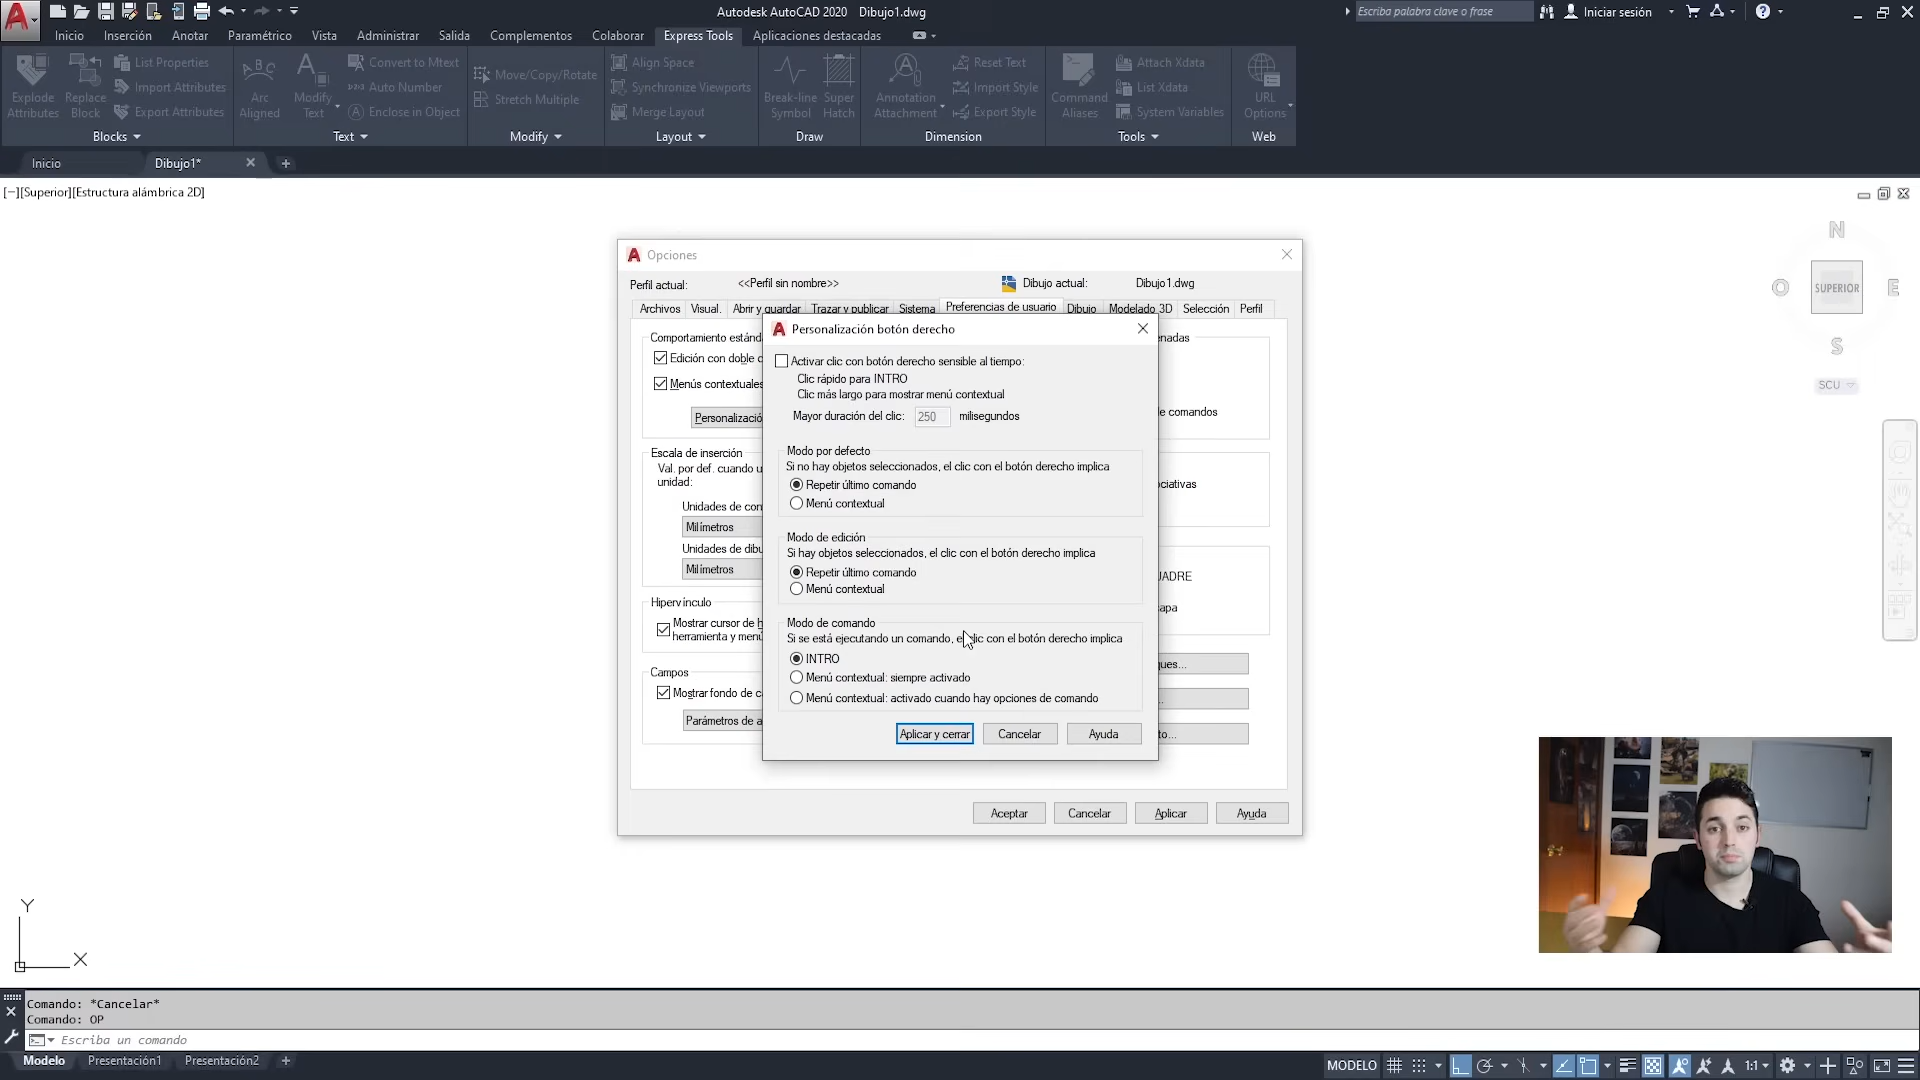 Autodesk AutoCAD 2020 Dibujo1.dwg
Escriba palabra clave o frase
Iniciar sesión
Inicio Inserción Anotar Paramétrico Vista Administrar Salida Complementos Colaborar Express Tools Aplicaciones destacadas
Explode Attributes
Replace Block
List Properties
Import Attributes
Export Attributes
Blocks
Arc Aligned
Modify Text
Convert to Mtext
Auto Number
Enclose in Object
Text
Move/Copy/Rotate
Stretch Multiple
Modify
Align Space
Synchronize Viewports
Merge Layout
Layout
Break-line Symbol
Super Hatch
Draw
Annotation Attachment
Reset Text
Import Style
Export Style
Dimension
Command Aliases
Attach Xdata
List Xdata
System Variables
Tools
URL Options
Web
Inicio
Dibujo1*
[−][Superior][Estructura alámbrica 2D]
N
O SUPERIOR E
S
SCU
Opciones
Perfil actual: <<Perfil sin nombre>> Dibujo actual: Dibujo1.dwg
Archivos Visual. Abrir y guardar Trazar y publicar Sistema Preferencias de usuario Dibujo Modelado 3D Selección Perfil
Comportamiento estánd
Edición con doble c
Menús contextuales
Personalizació
Escala de inserción
Val. por def. cuando u
unidad:
Unidades de con
Milímetros
Unidades de dibu
Milímetros
Hipervínculo
Mostrar cursor de h
herramienta y menú
Campos
Mostrar fondo de ca
Parámetros de a
enadas
e comandos
ociativas
UADRE
apa
ques...
to...
Personalización botón derecho
Activar clic con botón derecho sensible al tiempo:
Clic rápido para INTRO
Clic más largo para mostrar menú contextual
Mayor duración del clic: 250 milisegundos
Modo por defecto
Si no hay objetos seleccionados, el clic con el botón derecho implica
Repetir último comando
Menú contextual
Modo de edición
Si hay objetos seleccionados, el clic con el botón derecho implica
Repetir último comando
Menú contextual
Modo de comando
Si se está ejecutando un comando, el clic con el botón derecho implica
INTRO
Menú contextual: siempre activado
Menú contextual: activado cuando hay opciones de comando
Aplicar y cerrar Cancelar Ayuda
Aceptar Cancelar Aplicar Ayuda
Y
X
Comando: *Cancelar*
Comando: OP
Escriba un comando
Modelo Presentación1 Presentación2
MODELO
1:1